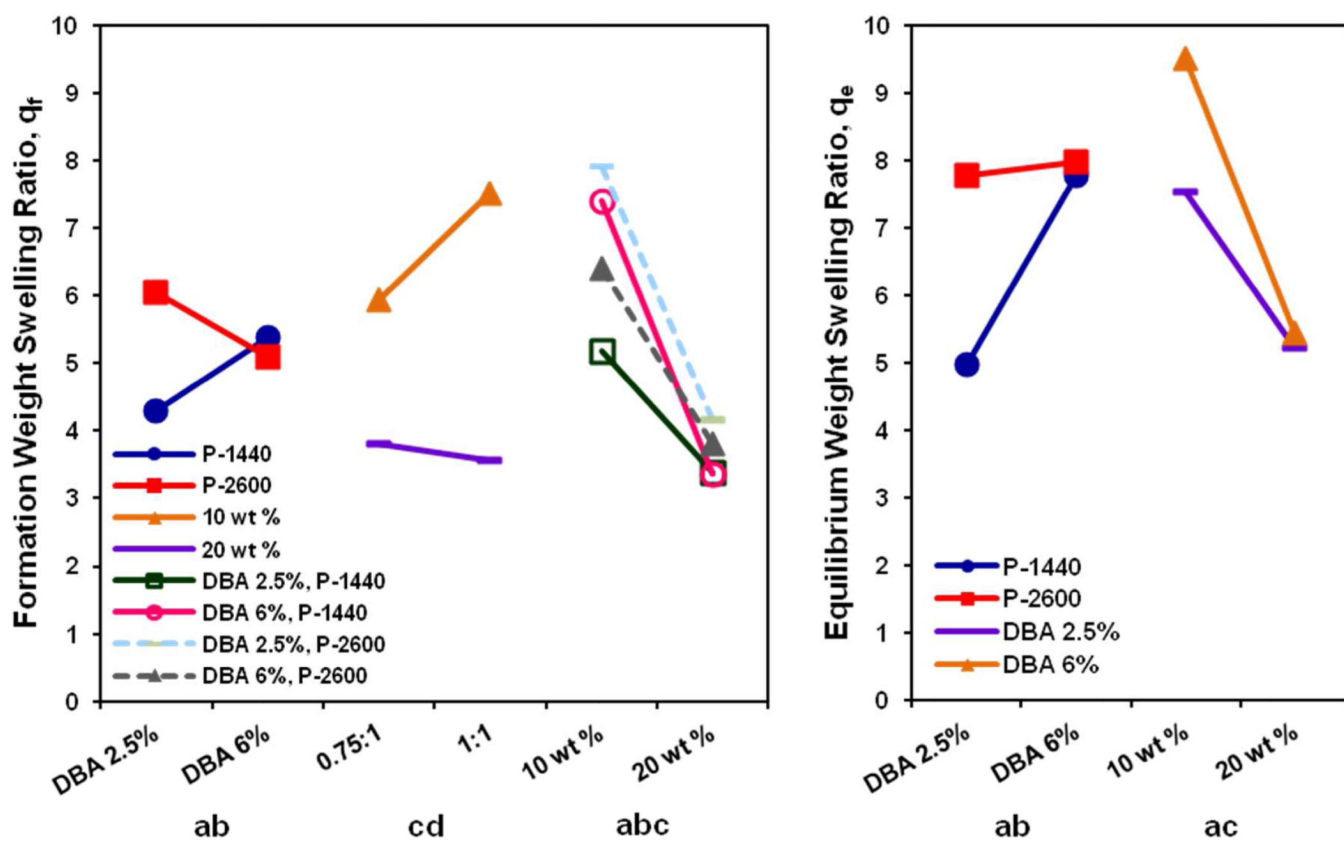 Formation Weight Swelling Ratio, qf
10
9
8
7
6
5
4
3
2
1
0
P-1440
P-2600
10 wt %
20 wt %
DBA 2.5%, P-1440
DBA 6%, P-1440
DBA 2.5%, P-2600
DBA 6%, P-2600
DBA 2.5%
DBA 6%
0.75:1
1:1
10 wt %
20 wt %
ab
cd
abc
Equilibrium Weight Swelling Ratio, qe
10
9
8
7
6
5
4
3
2
1
0
P-1440
P-2600
DBA 2.5%
DBA 6%
DBA 2.5%
DBA 6%
10 wt %
20 wt %
ab
ac